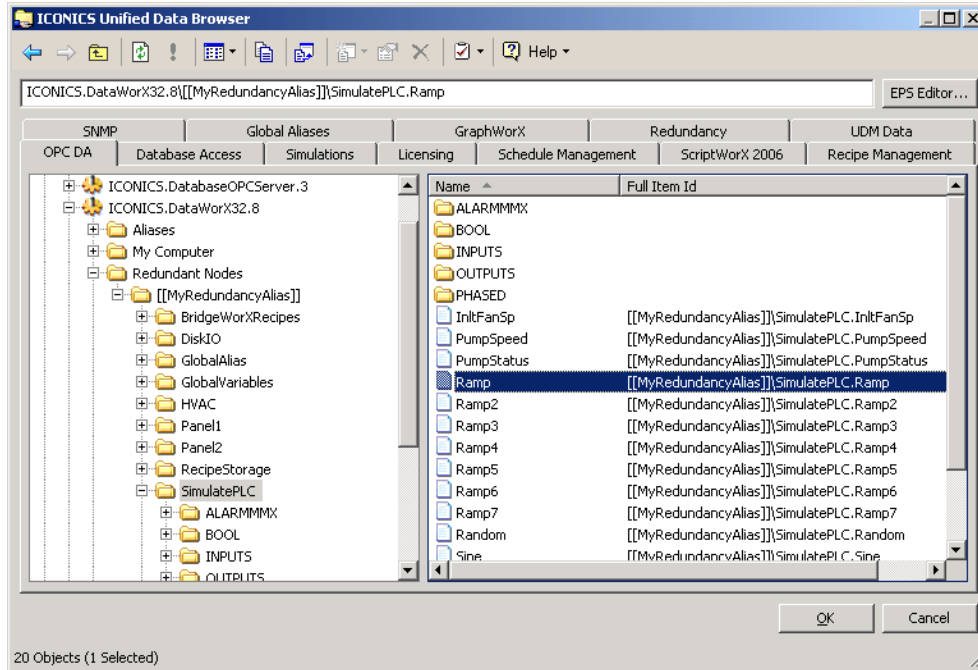 ICONICS Unified Data Browser
Help
ICONICS.DataWorX32.8\[[MyRedundancyAlias]]\SimulatePLC.Ramp
EPS Editor...
SNMP Global Aliases GraphWorX Redundancy UDM Data
OPC DA Database Access Simulations Licensing Schedule Management ScriptWorX 2006 Recipe Management
ICONICS.DatabaseOPCServer.3
ICONICS.DataWorX32.8
Aliases
My Computer
Redundant Nodes
[[MyRedundancyAlias]]
BridgeWorXRecipes
DiskIO
GlobalAlias
GlobalVariables
HVAC
Panel1
Panel2
RecipeStorage
SimulatePLC
ALARMMMX
BOOL
INPUTS
OUTPUTS
Name Full Item Id
ALARMMMX
BOOL
INPUTS
OUTPUTS
PHASED
InltFanSp [[MyRedundancyAlias]]\SimulatePLC.InltFanSp
PumpSpeed [[MyRedundancyAlias]]\SimulatePLC.PumpSpeed
PumpStatus [[MyRedundancyAlias]]\SimulatePLC.PumpStatus
Ramp [[MyRedundancyAlias]]\SimulatePLC.Ramp
Ramp2 [[MyRedundancyAlias]]\SimulatePLC.Ramp2
Ramp3 [[MyRedundancyAlias]]\SimulatePLC.Ramp3
Ramp4 [[MyRedundancyAlias]]\SimulatePLC.Ramp4
Ramp5 [[MyRedundancyAlias]]\SimulatePLC.Ramp5
Ramp6 [[MyRedundancyAlias]]\SimulatePLC.Ramp6
Ramp7 [[MyRedundancyAlias]]\SimulatePLC.Ramp7
Random [[MyRedundancyAlias]]\SimulatePLC.Random
Sine [[MyRedundancyAlias]]\SimulatePLC.Sine
OK Cancel
20 Objects (1 Selected)